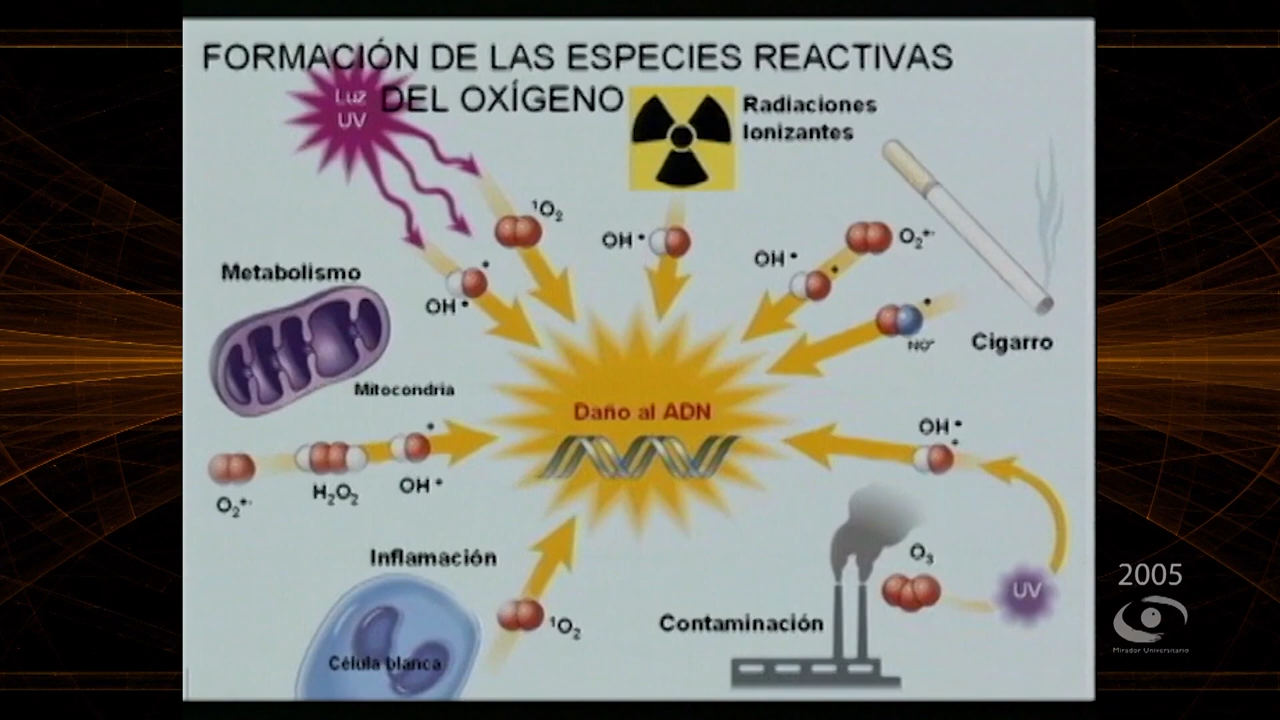 FORMACIÓN DE LAS ESPECIES REACTIVAS
DEL OXÍGENO
Luz
UV
Radiaciones
Ionizantes
¹O₂
OH•
O₂⁺·
OH•
Metabolismo
OH•
NO•
Cigarro
Mitocondria
Daño al ADN
OH•
O₂⁺·
H₂O₂
OH•
Inflamación
O₃
2005
UV
¹O₂
Contaminación
Mirador Universitario
Célula blanca